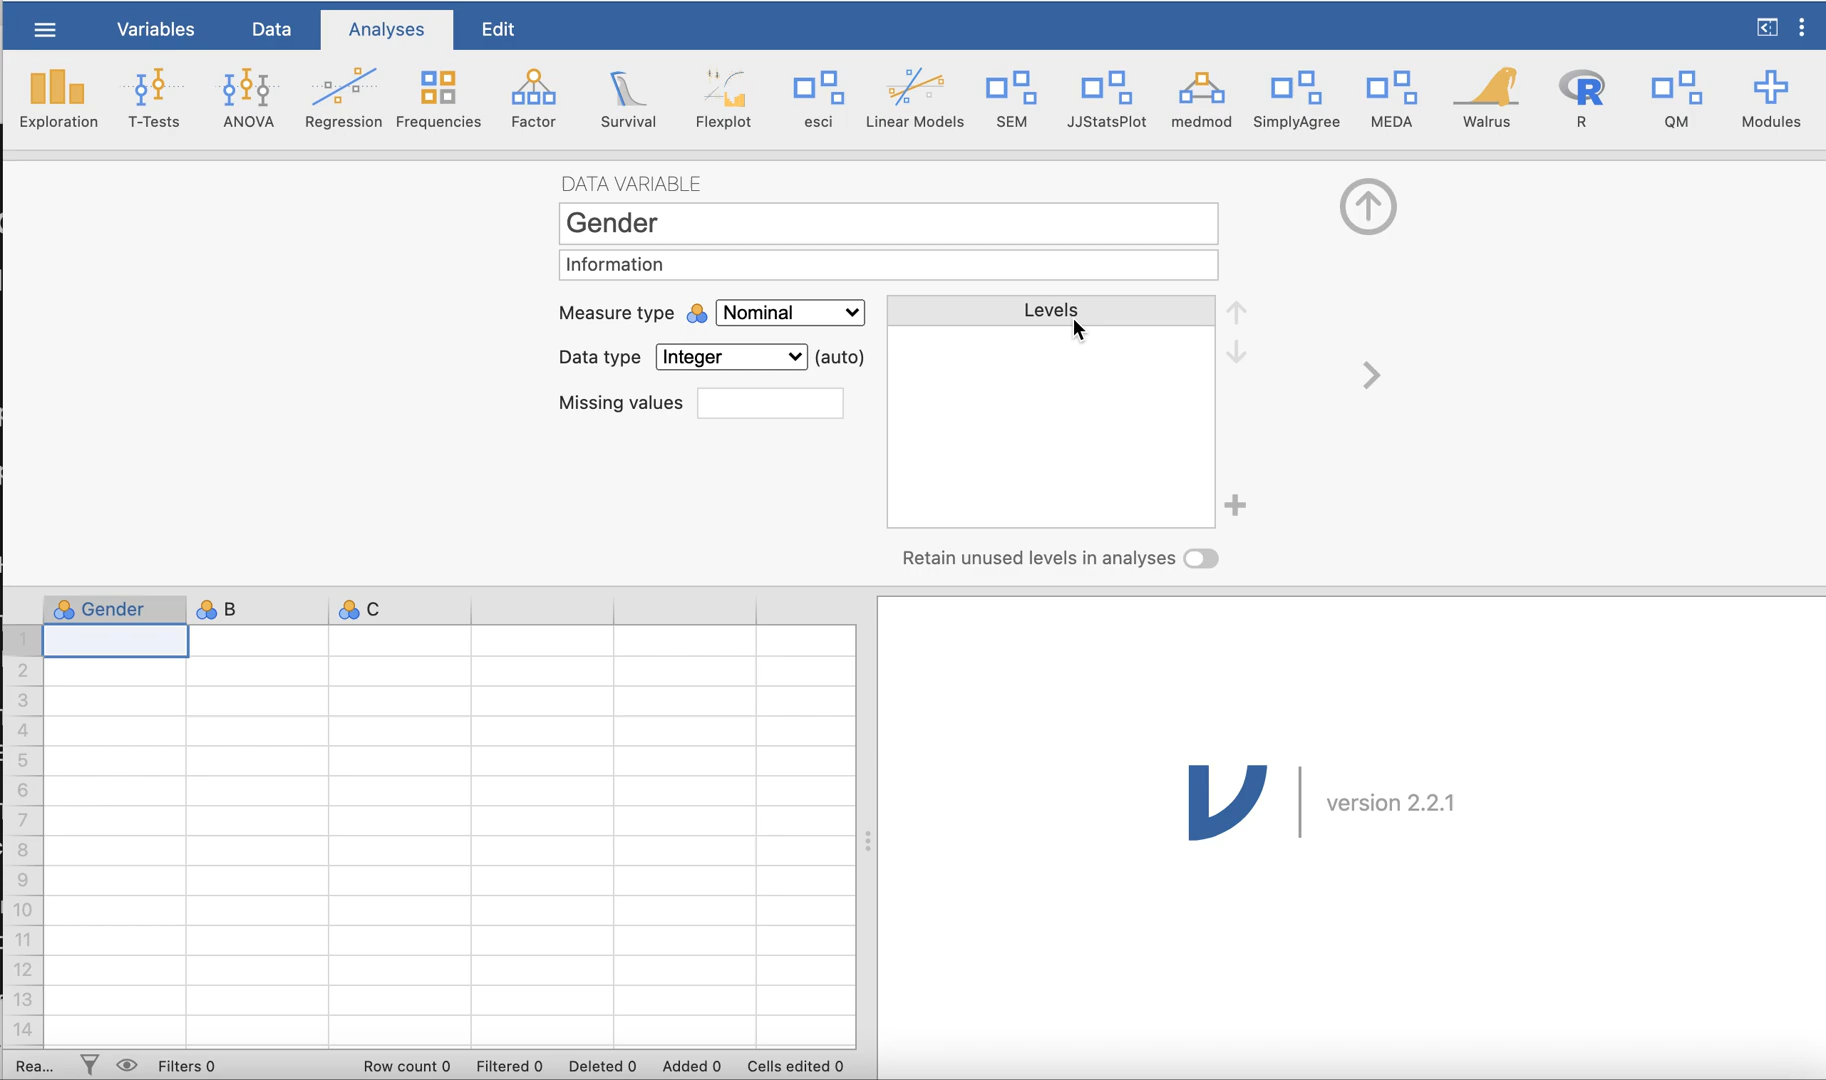 Variables Data Analyses Edit
Exploration T-Tests ANOVA Regression Frequencies Factor Survival Flexplot esci Linear Models SEM JJStatsPlot medmod SimplyAgree MEDA Walrus R QM Modules
DATA VARIABLE
Gender
Information
Measure type Nominal
Levels
Data type Integer (auto)
Missing values
Retain unused levels in analyses
Gender B C
1
2
3
4
5
6
7
8
9
10
11
12
13
14
version 2.2.1
Rea... Filters 0 Row count 0 Filtered 0 Deleted 0 Added 0 Cells edited 0